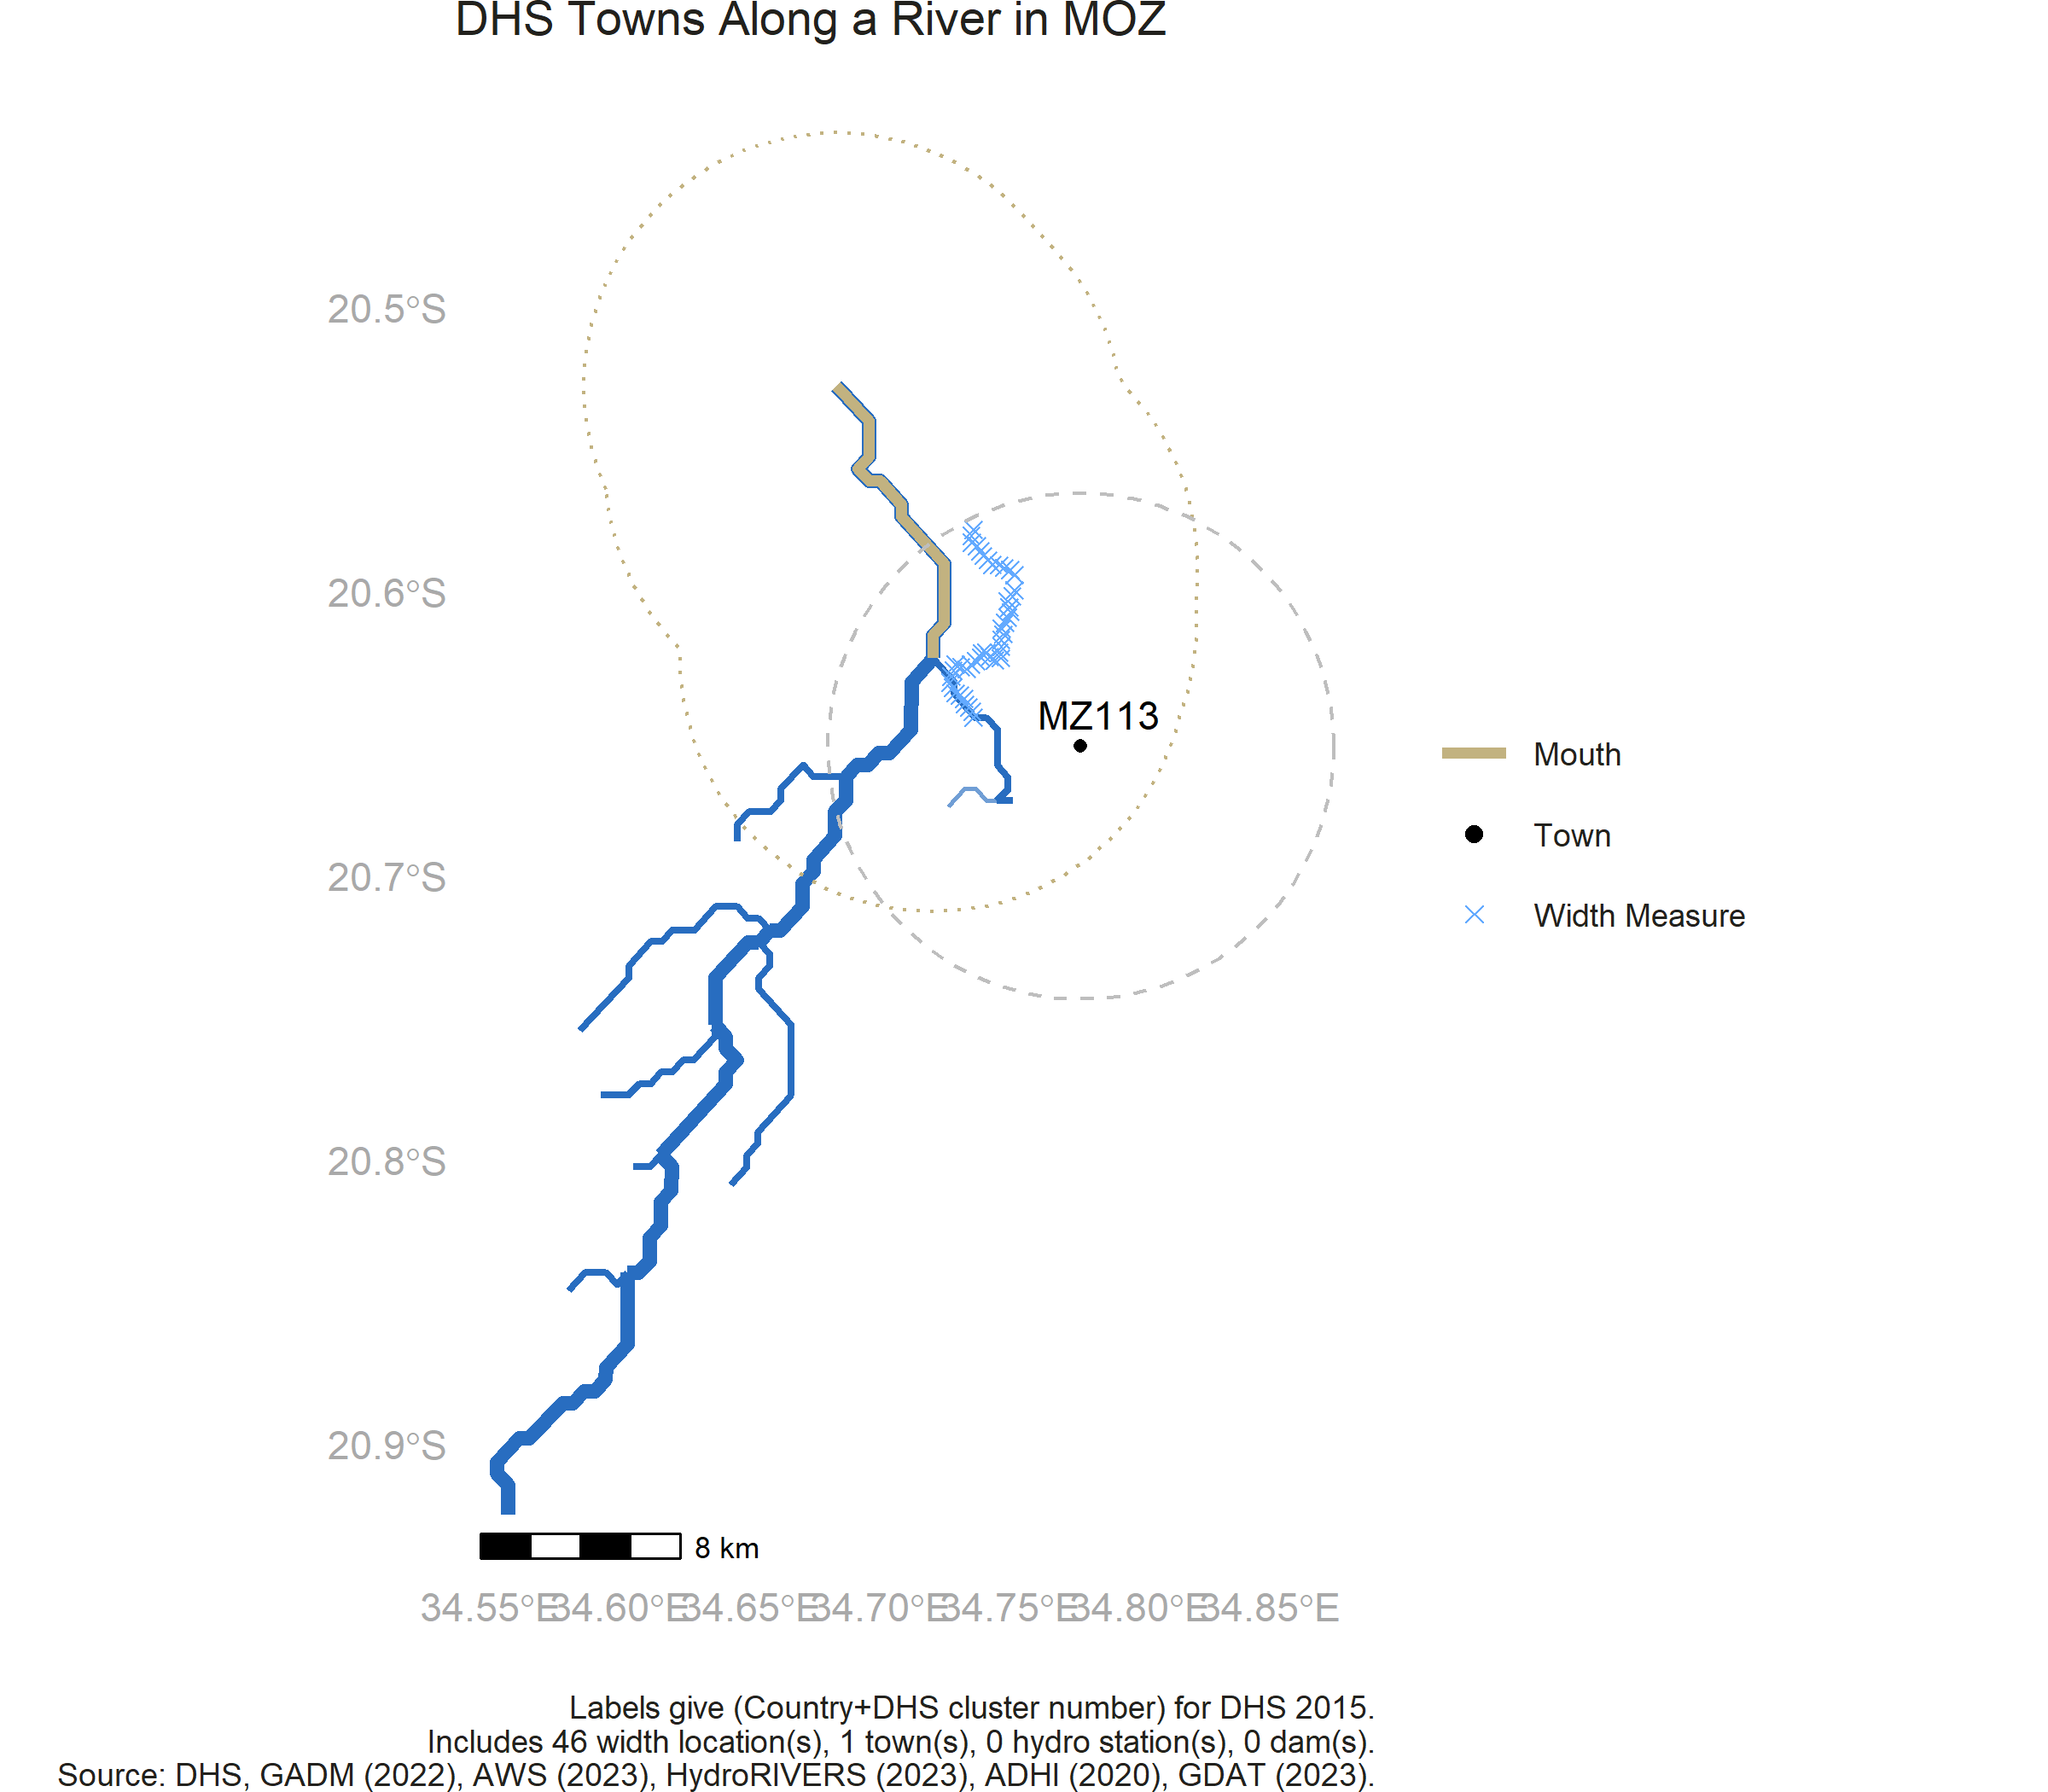 DHS Towns Along a River in MOZ
20.5°S
20.6°S
20.7°S
20.8°S
20.9°S
MZ113
Mouth
Town
Width Measure
8 km
34.55°E 34.60°E 34.65°E 34.70°E 34.75°E 34.80°E 34.85°E
Labels give (Country+DHS cluster number) for DHS 2015.
Includes 46 width location(s), 1 town(s), 0 hydro station(s), 0 dam(s).
Source: DHS, GADM (2022), AWS (2023), HydroRIVERS (2023), ADHI (2020), GDAT (2023).